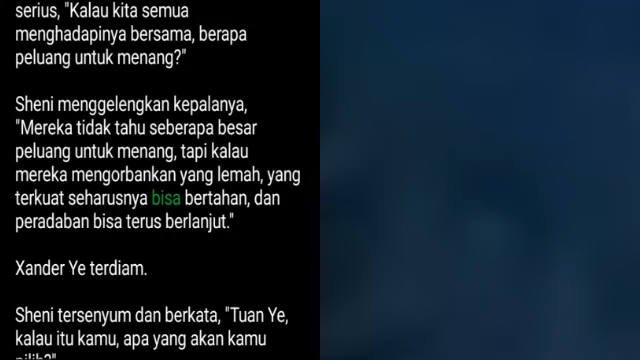 serius, "Kalau kita semua
menghadapinya bersama, berapa
peluang untuk menang?"
Sheni menggelengkan kepalanya,
"Mereka tidak tahu seberapa besar
peluang untuk menang, tapi kalau
mereka mengorbankan yang lemah, yang
terkuat seharusnya bisa bertahan, dan
peradaban bisa terus berlanjut."
Xander Ye terdiam.
Sheni tersenyum dan berkata, "Tuan Ye,
kalau itu kamu, apa yang akan kamu